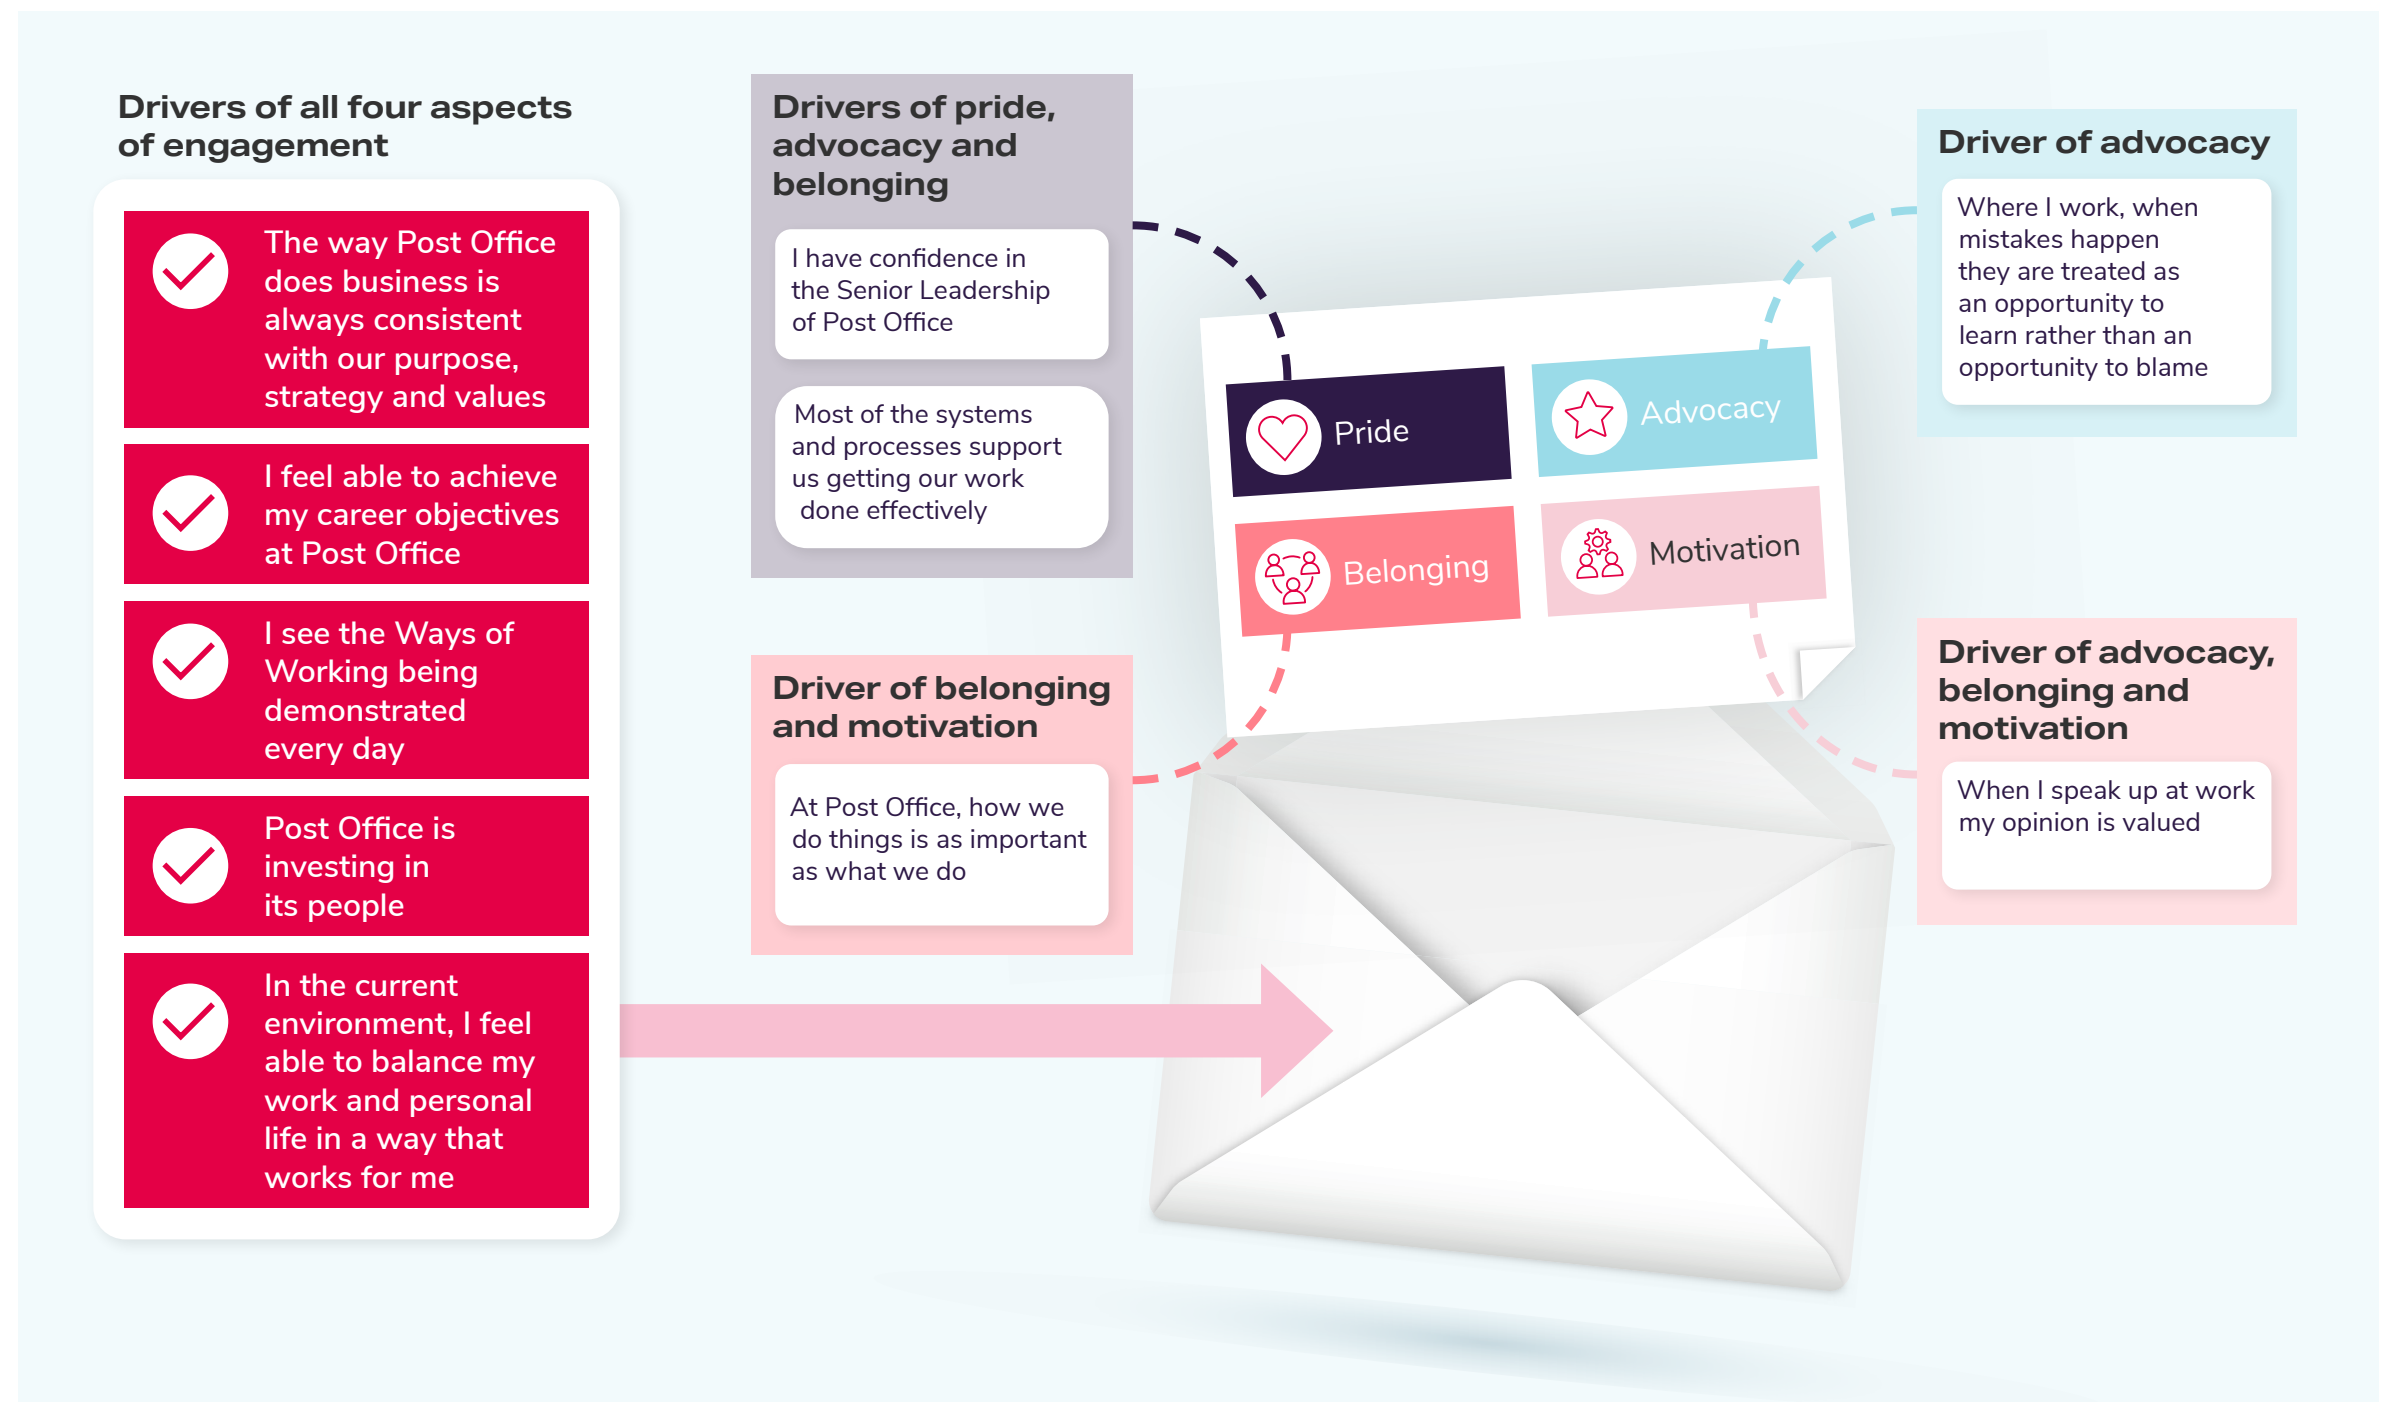 Drivers of all four aspects
of engagement
The way Post Office
does business is
always consistent
with our purpose,
strategy and values
I feel able to achieve
my career objectives
at Post Office
I see the Ways of
Working being
demonstrated
every day
Post Office is
investing in
its people
In the current
environment, I feel
able to balance my
work and personal
life in a way that
works for me
Drivers of pride,
advocacy and
belonging
I have confidence in
the Senior Leadership
of Post Office
Most of the systems
and processes support
us getting our work
done effectively
Driver of belonging
and motivation
At Post Office, how we
do things is as important
as what we do
Pride
Advocacy
Belonging
Motivation
Driver of advocacy
Where I work, when
mistakes happen
they are treated as
an opportunity to
learn rather than an
opportunity to blame
Driver of advocacy,
belonging and
motivation
When I speak up at work
my opinion is valued